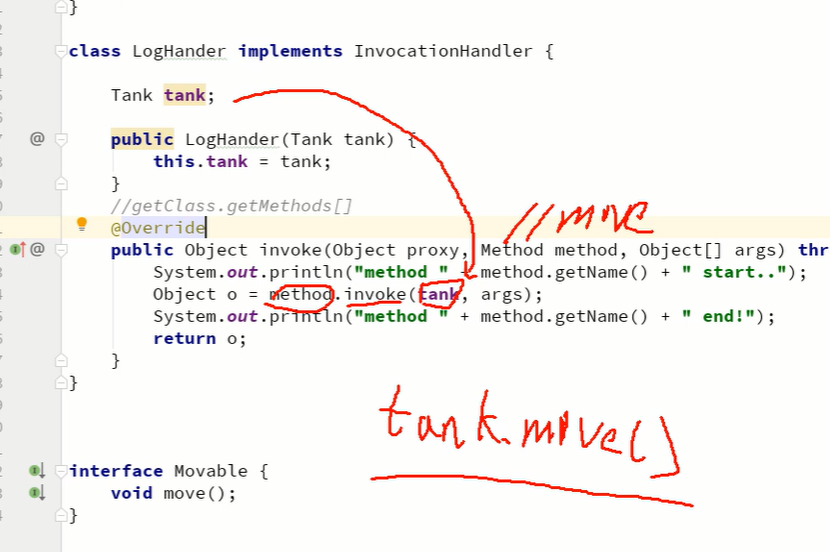 }
class LogHander implements InvocationHandler {
Tank tank;
public LogHander(Tank tank) {
this.tank = tank;
}
//getClass.getMethods[]
@Override
//move
public Object invoke(Object proxy, Method method, Object[] args) thr
System.out.println("method " + method.getName() + " start..");
Object o = method.invoke(tank, args);
System.out.println("method " + method.getName() + " end!");
return o;
}
}
tank.move()
interface Movable {
void move();
}